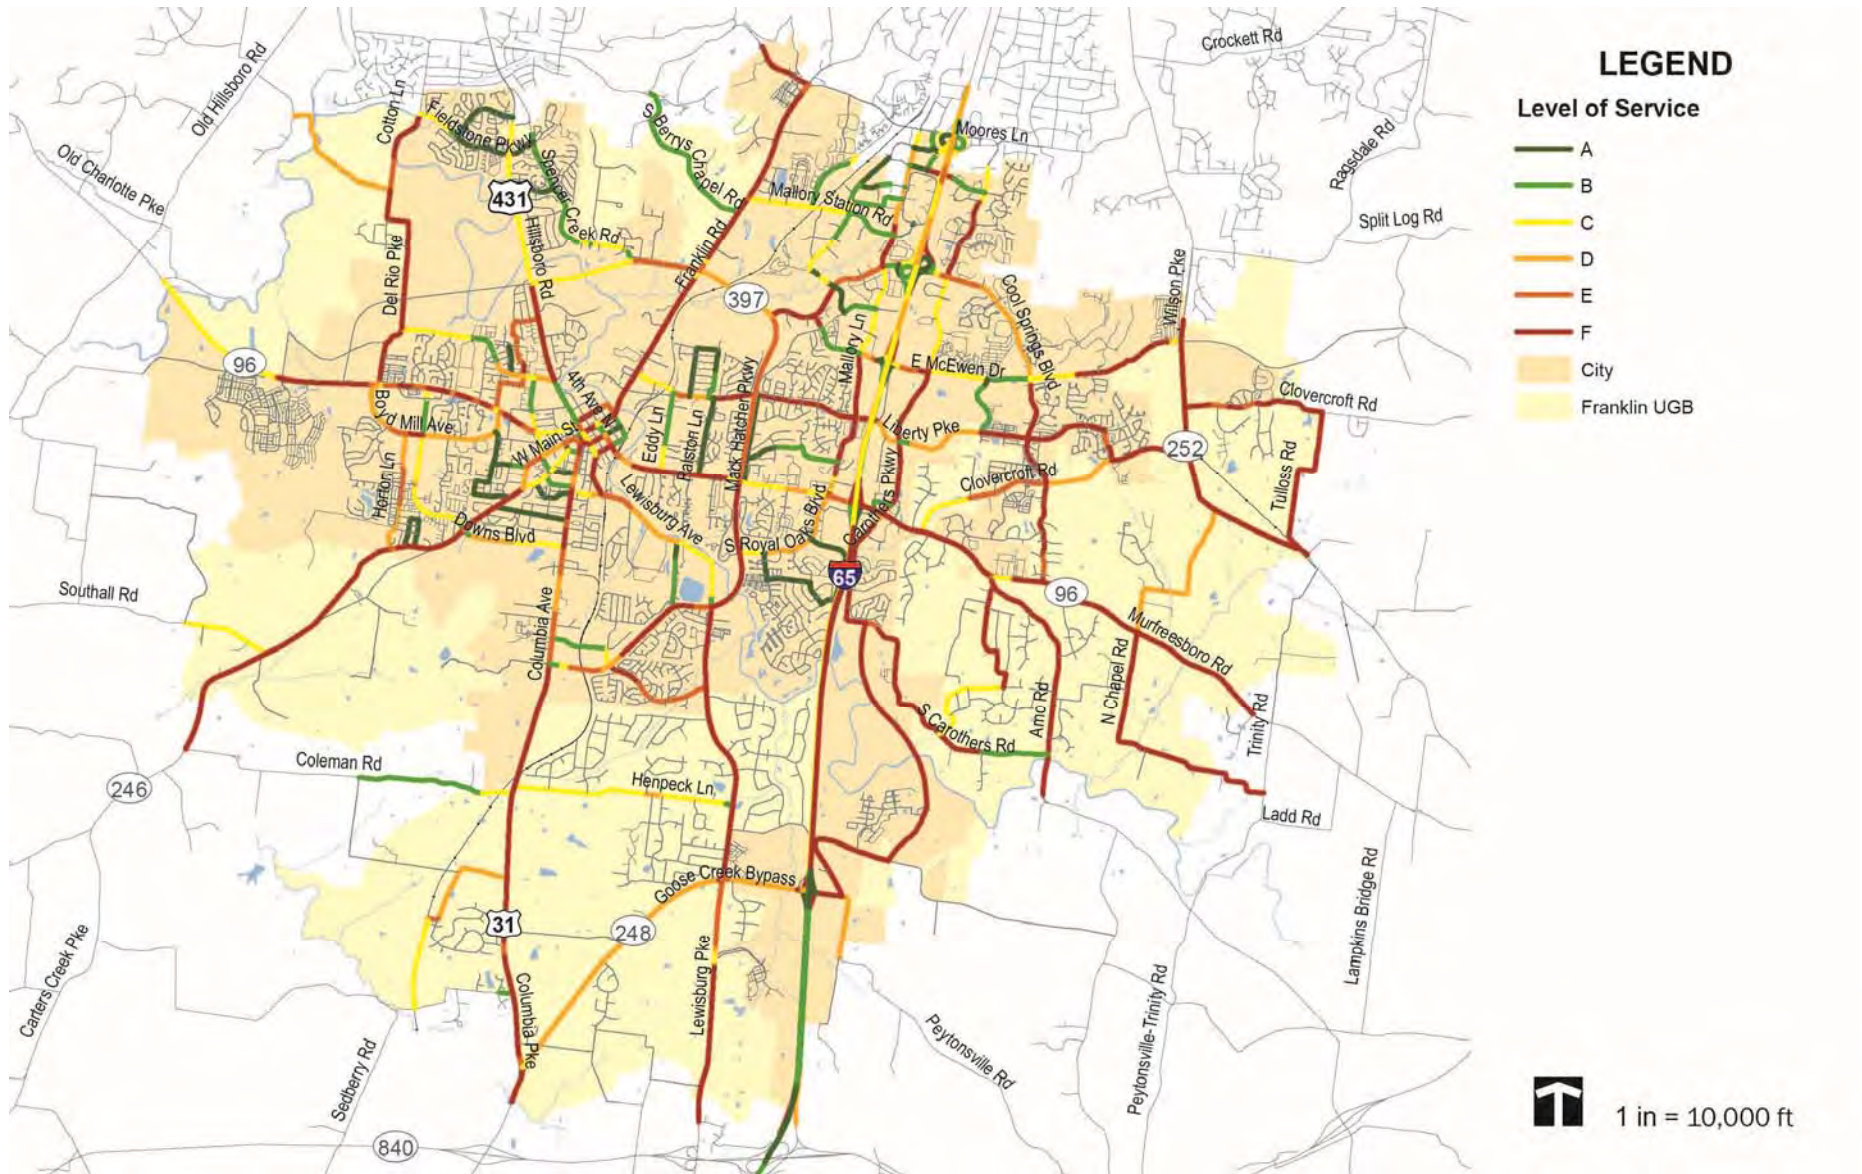 Crockett Rd
Old Hillsboro Rd
Cotton Ln
Fieldstone Pkwy
S Berrys Chapel Rd
Moores Ln
Spencer Creek Rd
Ragsdale Rd
Old Charlotte Pke
431
Mallory Station Rd
Split Log Rd
Hillsboro Rd
Franklin Rd
Del Rio Pke
Wilson Pke
397
Cool Springs Blvd
Mallory Ln
96
E McEwen Dr
4th Ave N
Mack Hatcher Pkwy
Clovercroft Rd
Boyd Mill Ave
Eddy Ln
Ralston Ln
Liberty Pke
W Main St
252
Horton Ln
Carothers Pkwy
Clovercroft Rd
Tulloss Rd
Lewisburg Ave
Downs Blvd
S Royal Oaks Blvd
65
Southall Rd
96
Columbia Ave
Murfreesboro Rd
N Chapel Rd
Arno Rd
S Carothers Rd
Trinity Rd
Coleman Rd
Henpeck Ln
246
Ladd Rd
Goose Creek Bypass
Lampkins Bridge Rd
31
248
Carters Creek Pke
Lewisburg Pke
Columbia Pke
Peytonsville Rd
Peytonsville-Trinity Rd
Sedberry Rd
840
LEGEND
Level of Service
A
B
C
D
E
F
City
Franklin UGB
1 in = 10,000 ft